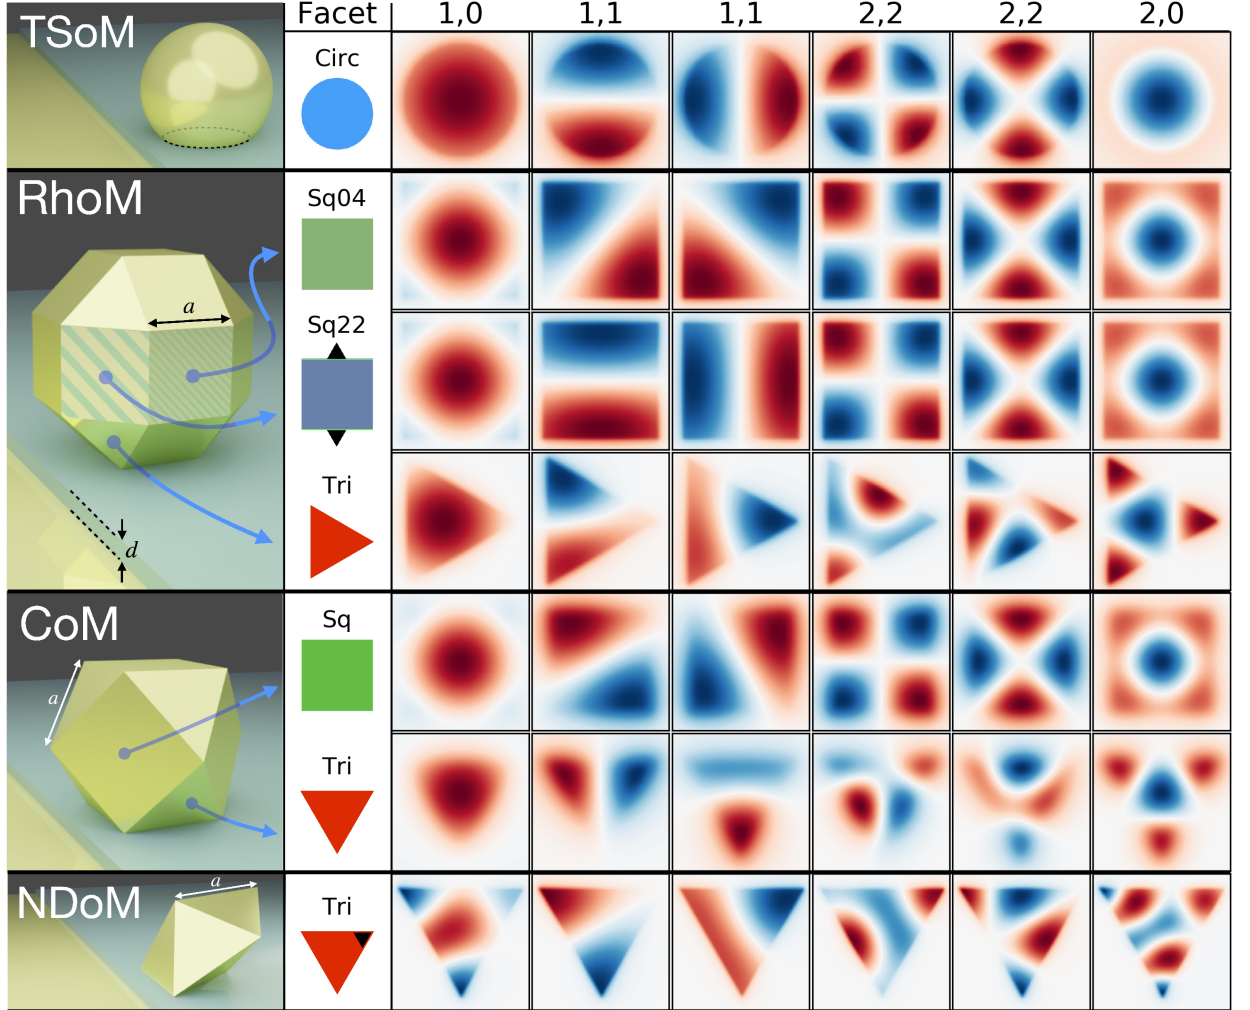 TSoM
Facet 1,0 1,1 1,1 2,2 2,2 2,0
Circ
RhoM
Sq04
a
Sq22
Tri
d
CoM
Sq
a
Tri
NDoM
a
Tri